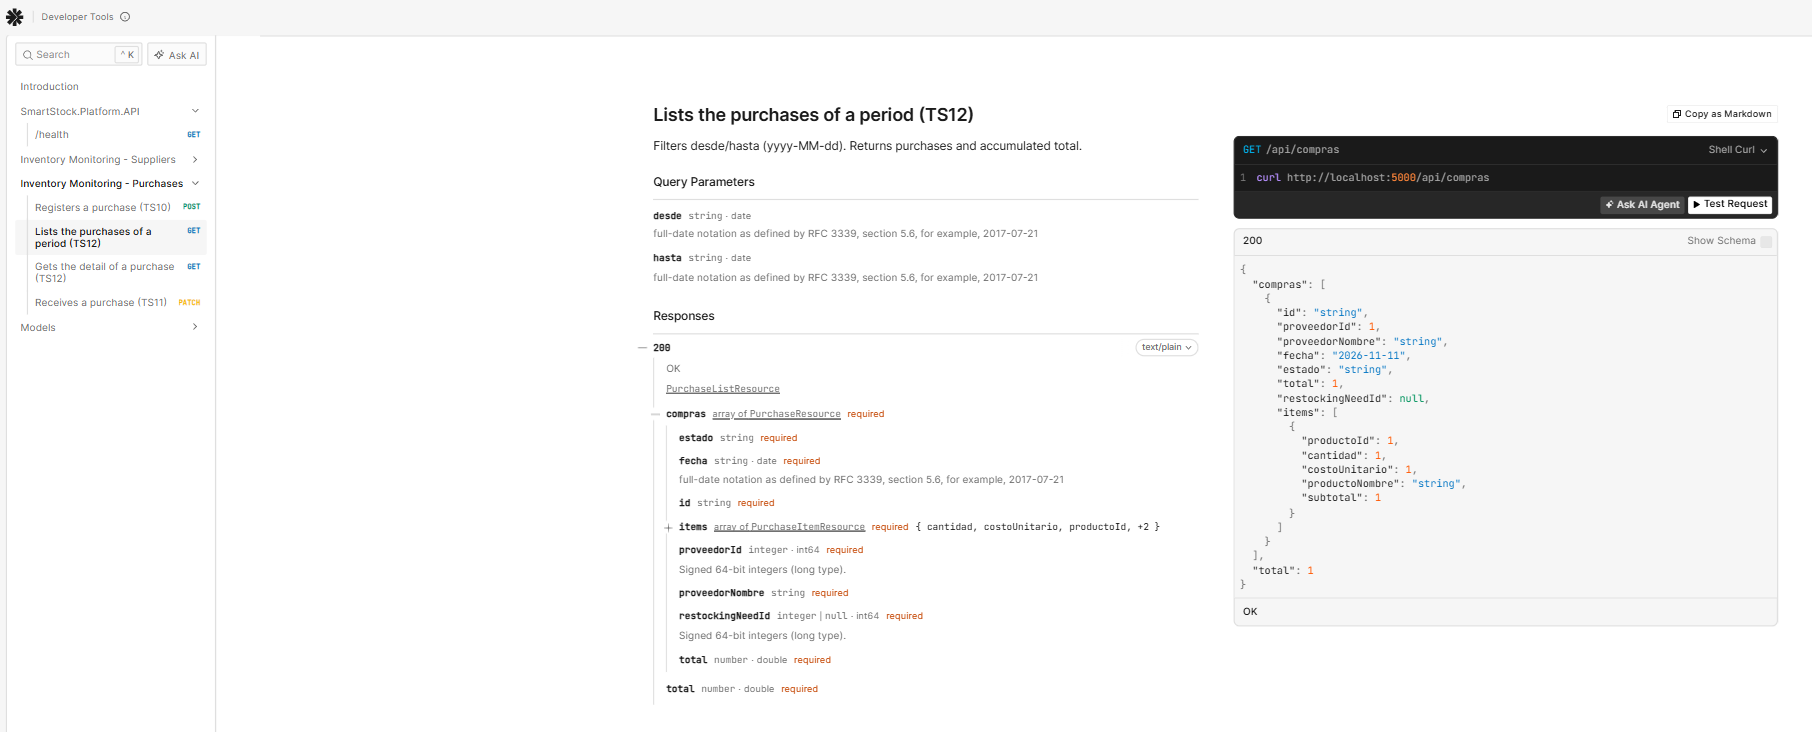 Developer Tools
Search
^ K
Ask AI
Introduction
SmartStock.Platform.API
/health GET
Inventory Monitoring - Suppliers
Inventory Monitoring - Purchases
Registers a purchase (TS10) POST
Lists the purchases of a period (TS12) GET
Gets the detail of a purchase (TS12) GET
Receives a purchase (TS11) PATCH
Models
Lists the purchases of a period (TS12)
Filters desde/hasta (yyyy-MM-dd). Returns purchases and accumulated total.
Query Parameters
desde string · date
full-date notation as defined by RFC 3339, section 5.6, for example, 2017-07-21
hasta string · date
full-date notation as defined by RFC 3339, section 5.6, for example, 2017-07-21
Responses
200 text/plain
OK
PurchaseListResource
compras array of PurchaseResource required
estado string required
fecha string · date required
full-date notation as defined by RFC 3339, section 5.6, for example, 2017-07-21
id string required
items array of PurchaseItemResource required { cantidad, costoUnitario, productoId, +2 }
proveedorId integer · int64 required
Signed 64-bit integers (long type).
proveedorNombre string required
restockingNeedId integer | null · int64 required
Signed 64-bit integers (long type).
total number · double required
total number · double required
Copy as Markdown
GET /api/compras Shell Curl
1 curl http://localhost:5000/api/compras
Ask AI Agent
Test Request
200 Show Schema
{
"compras": [
{
"id": "string",
"proveedorId": 1,
"proveedorNombre": "string",
"fecha": "2026-11-11",
"estado": "string",
"total": 1,
"restockingNeedId": null,
"items": [
{
"productoId": 1,
"cantidad": 1,
"costoUnitario": 1,
"productoNombre": "string",
"subtotal": 1
}
]
}
],
"total": 1
}
OK